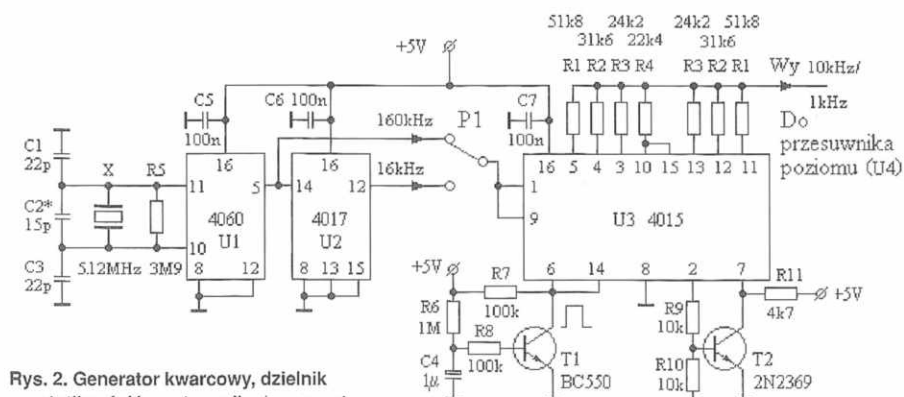 51k8 24k2 24k2 51k8
31k6 22k4 31k6
+5V R1 R2 R3 R4 R3 R2 R1 Wy 10kHz/
1kHz
C5 C6 100n C7 P1 Do
100n 100n 160kHz przesuwnika
poziomu (U4)
C1 16 16 16 5 4 3 10 15 13 12 11
22p X R5 11 5 14 12 16kHz 1
C2* 4060 4017 9 U3 4015
15p 10 U1 U2
C3 5.12MHz 3M9 8 12 8 13 15 6 14 8 2 7
22p +5V R7 R11
R6 100k R9 4k7 +5V
1M R8 10k
C4 100k T1 R10 T2
1µ BC550 10k 2N2369
Rys. 2. Generator kwarcowy, dzielnik